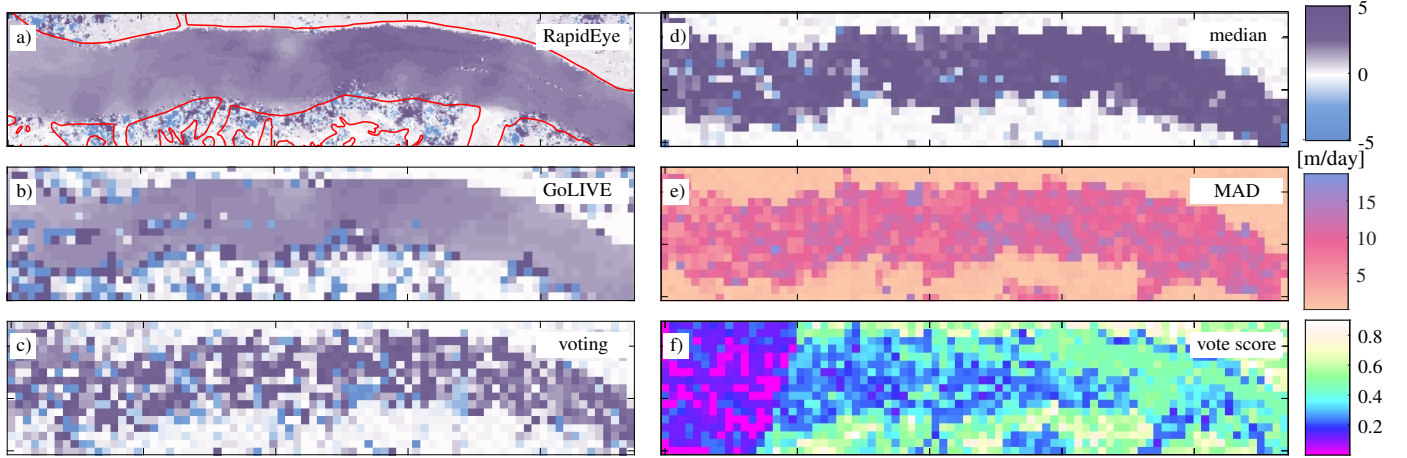 a) RapidEye
d) median
5
0
-5
[m/day]
b) GoLIVE
e) MAD
15
10
5
c) voting
f) vote score
0.8
0.6
0.4
0.2